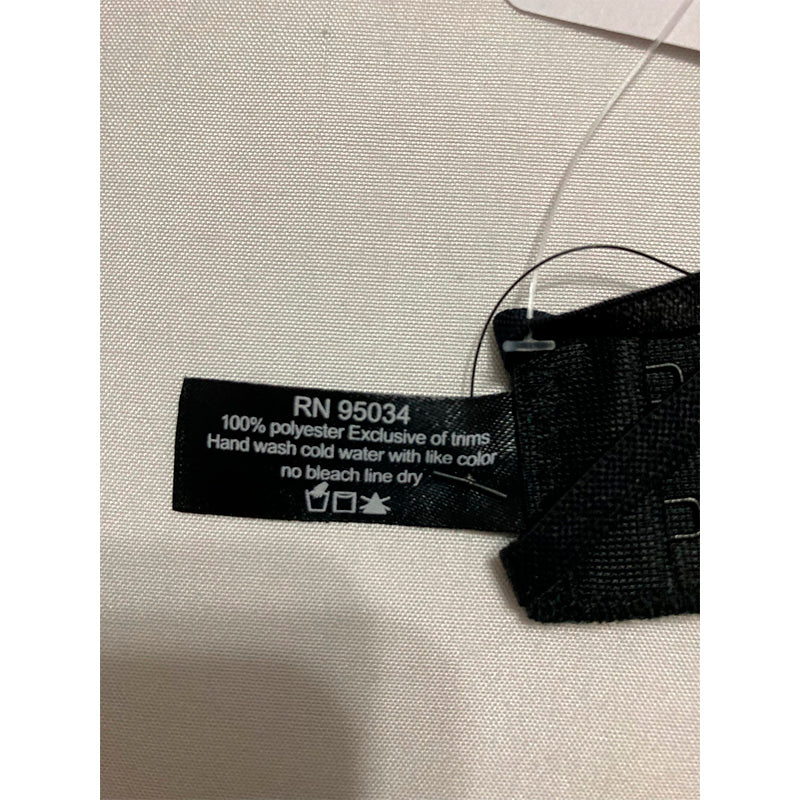 RN 95034
100% polyester Exclusive of trims
Hand wash cold water with like color
no bleach line dry